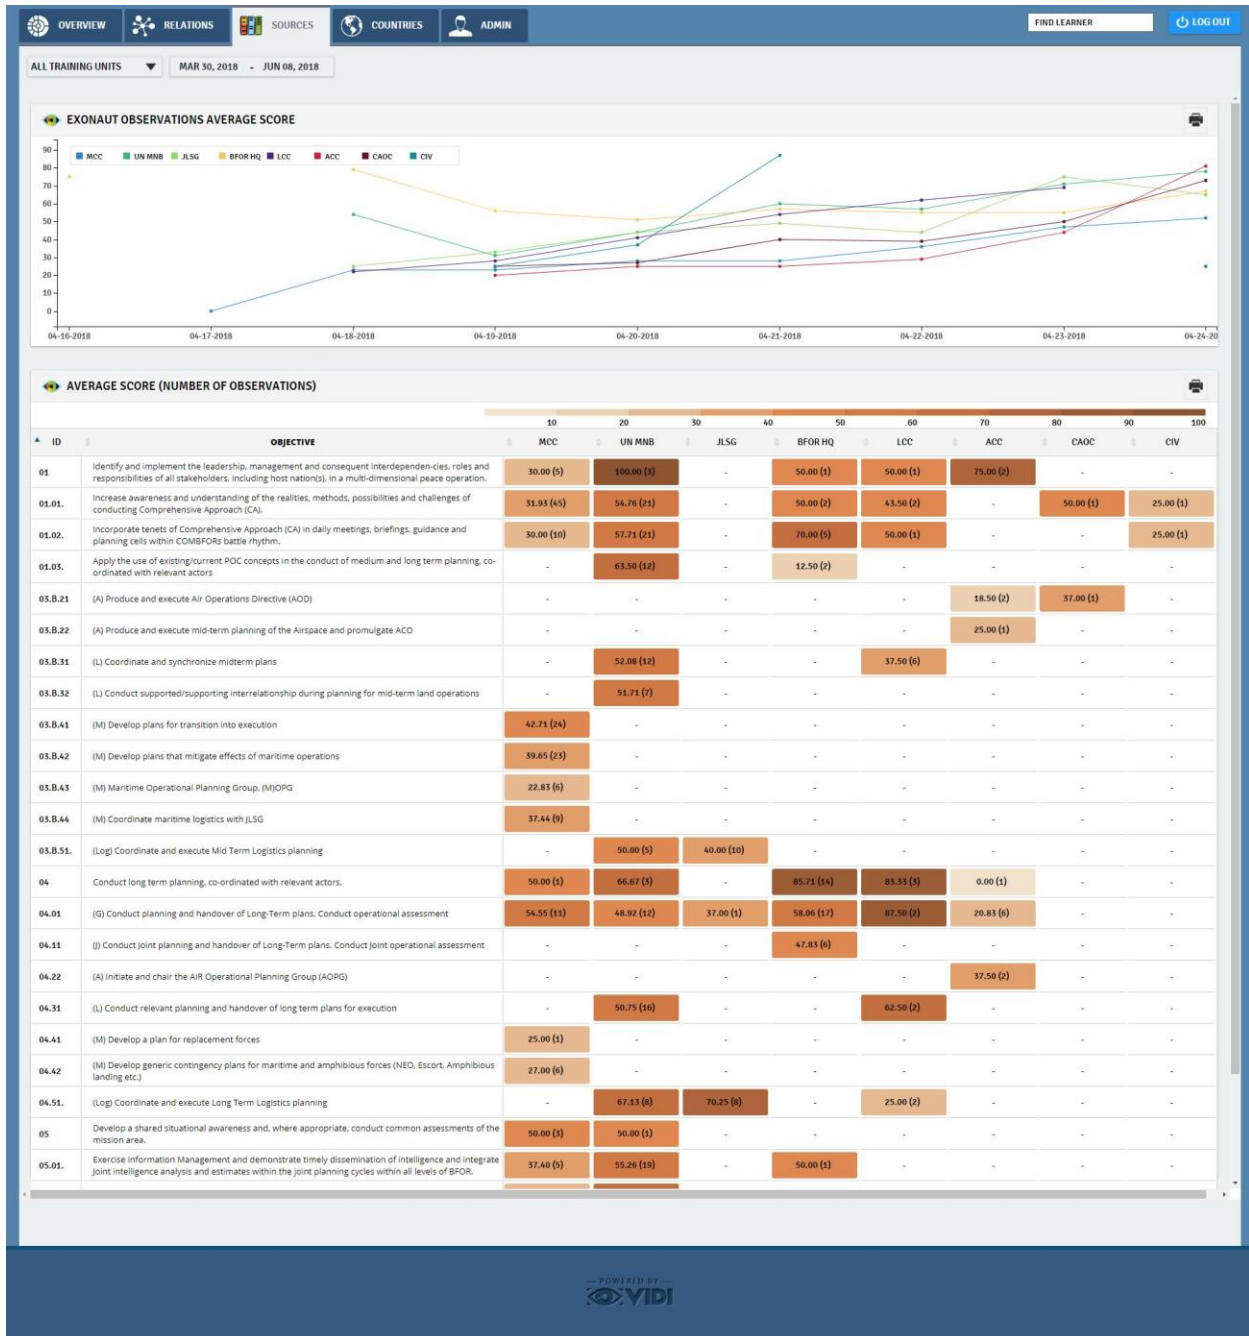 OVERVIEW RELATIONS SOURCES COUNTRIES ADMIN FIND LEARNER LOG OUT
ALL TRAINING UNITS MAR 30, 2018 - JUN 08, 2018
EXONAUT OBSERVATIONS AVERAGE SCORE
MCC UN MNB JLSG BFOR HQ LCC ACC CAOC CIV
90
80
70
60
50
40
30
20
10
0
04-16-2018 04-17-2018 04-18-2018 04-19-2018 04-20-2018 04-21-2018 04-22-2018 04-23-2018 04-24-20
AVERAGE SCORE (NUMBER OF OBSERVATIONS)
10 20 30 40 50 60 70 80 90 100
ID OBJECTIVE MCC UN MNB JLSG BFOR HQ LCC ACC CAOC CIV
Identify and implement the leadership, management and consequent interdependen-cies, roles and
01 responsibilities of all stakeholders, including host nation(s), in a multi-dimensional peace operation. 30.00 (5) 100.00 (3) - 50.00 (1) 50.00 (1) 75.00 (2) - -
Increase awareness and understanding of the realities, methods, possibilities and challenges of
01.01. conducting Comprehensive Approach (CA). 31.93 (45) 54.76 (21) - 50.00 (2) 43.50 (2) - 50.00 (1) 25.00 (1)
Incorporate tenets of Comprehensive Approach (CA) in daily meetings, briefings, guidance and
01.02. planning cells within COMBFORs battle rhythm. 30.00 (10) 57.71 (21) - 70.00 (5) 50.00 (1) - - 25.00 (1)
Apply the use of existing/current POC concepts in the conduct of medium and long term planning, co-
01.03. ordinated with relevant actors - 63.50 (12) - 12.50 (2) - - - -
03.B.21 (A) Produce and execute Air Operations Directive (AOD) - - - - - 18.50 (2) 37.00 (1) -
03.B.22 (A) Produce and execute mid-term planning of the Airspace and promulgate ACO - - - - - 25.00 (1) - -
03.B.31 (L) Coordinate and synchronize midterm plans - 52.08 (12) - - 37.50 (6) - - -
03.B.32 (L) Conduct supported/supporting interrelationship during planning for mid-term land operations - 51.71 (7) - - - - - -
03.B.41 (M) Develop plans for transition into execution 42.71 (24) - - - - - - -
03.B.42 (M) Develop plans that mitigate effects of maritime operations 39.65 (23) - - - - - - -
03.B.43 (M) Maritime Operational Planning Group, (M)OPG 22.83 (6) - - - - - - -
03.B.44 (M) Coordinate maritime logistics with JLSG 37.44 (9) - - - - - - -
03.B.51. (Log) Coordinate and execute Mid Term Logistics planning - 50.00 (5) 40.00 (10) - - - - -
04 Conduct long term planning, co-ordinated with relevant actors. 50.00 (1) 66.67 (3) - 85.71 (14) 83.33 (3) 0.00 (1) - -
04.01 (G) Conduct planning and handover of Long-Term plans. Conduct operational assessment 54.55 (11) 48.92 (12) 37.00 (1) 58.06 (17) 87.50 (2) 20.83 (6) - -
04.11 (J) Conduct Joint planning and handover of Long-Term plans. Conduct Joint operational assessment - - - 47.83 (6) - - - -
04.22 (A) Initiate and chair the AIR Operational Planning Group (AOPG) - - - - - 37.50 (2) - -
04.31 (L) Conduct relevant planning and handover of long term plans for execution - 50.75 (16) - - 62.50 (2) - - -
04.41 (M) Develop a plan for replacement forces 25.00 (1) - - - - - - -
(M) Develop generic contingency plans for maritime and amphibious forces (NEO, Escort, Amphibious
04.42 landing etc.) 27.00 (6) - - - - - - -
04.51. (Log) Coordinate and execute Long Term Logistics planning - 67.13 (8) 70.25 (8) - 25.00 (2) - - -
Develop a shared situational awareness and, where appropriate, conduct common assessments of the
05 mission area. 50.00 (3) 50.00 (1) - - - - - -
Exercise Information Management and demonstrate timely dissemination of intelligence and integrate
05.01. Joint intelligence analysis and estimates within the joint planning cycles within all levels of BFOR. 37.40 (5) 55.26 (19) - 50.00 (1) - - - -
POWERED BY
VIDI